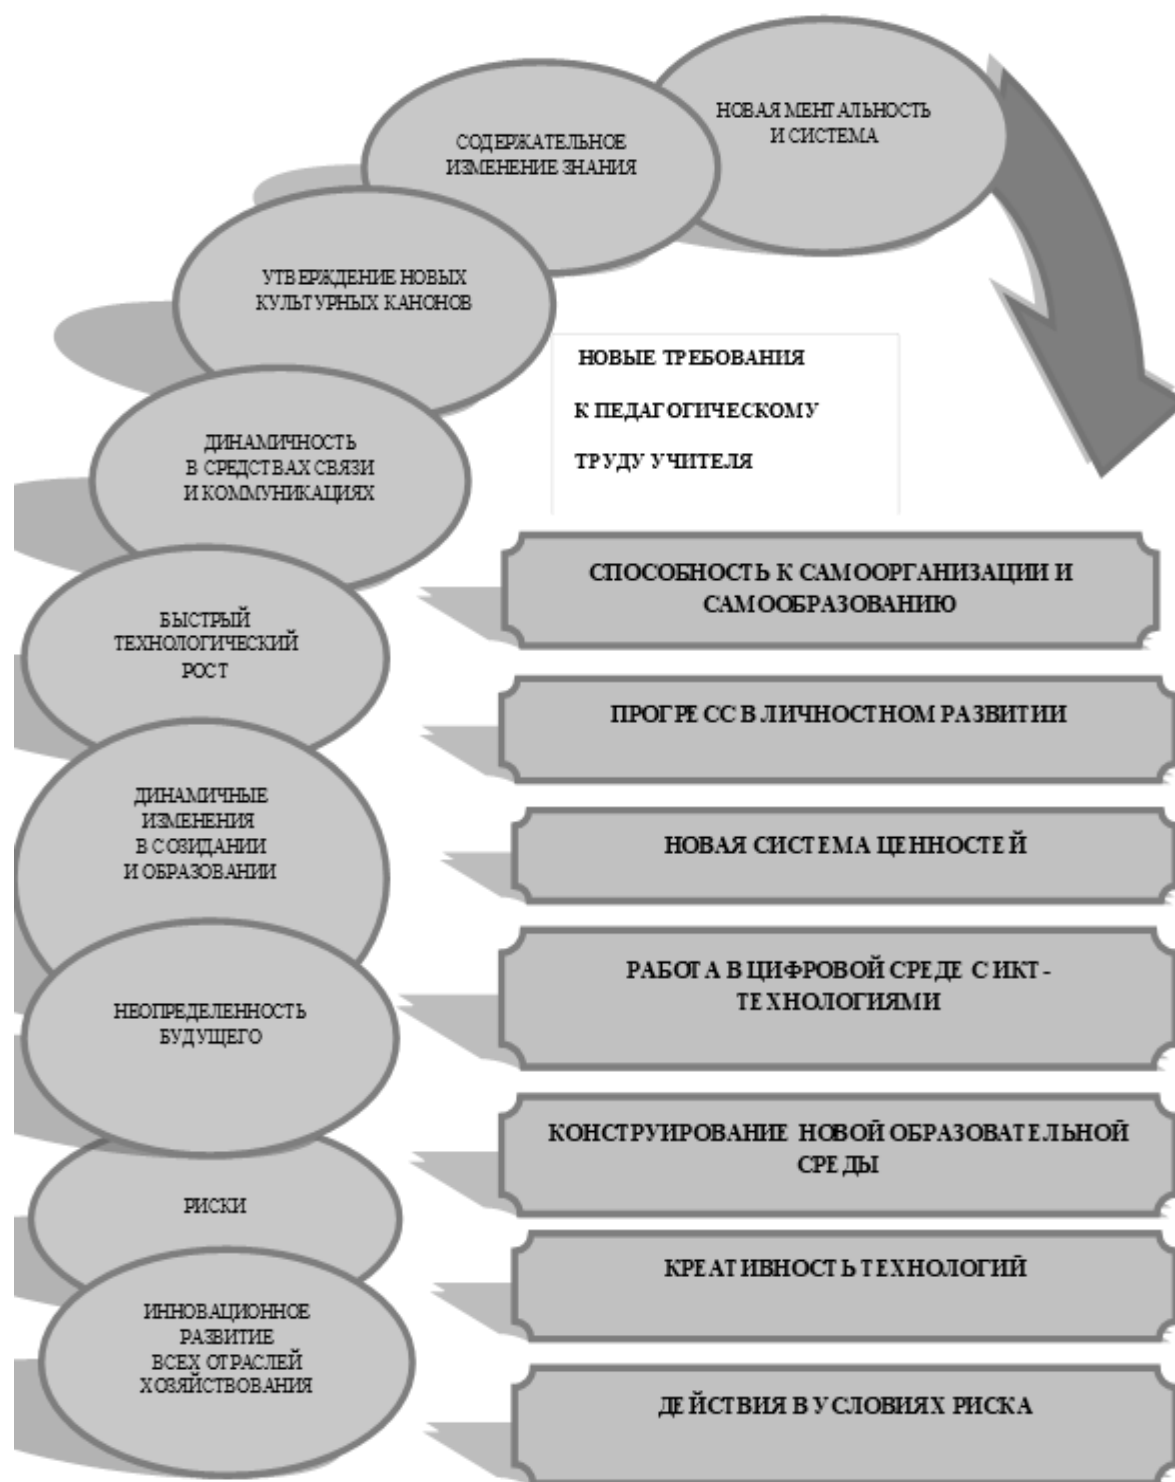 НОВАЯ МЕНТАЛЬНОСТЬ
И СИСТЕМА
СОДЕРЖАТЕЛЬНОЕ
ИЗМЕНЕНИЕ ЗНАНИЯ
УТВЕРЖДЕНИЕ НОВЫХ
КУЛЬТУРНЫХ КАНОНОВ
ДИНАМИЧНОСТЬ
В СРЕДСТВАХ СВЯЗИ
И КОММУНИКАЦИЯХ
БЫСТРЫЙ
ТЕХНОЛОГИЧЕСКИЙ
РОСТ
ДИНАМИЧНЫЕ
ИЗМЕНЕНИЯ
В СОЗИДАНИИ
И ОБРАЗОВАНИИ
НЕОПРЕДЕЛЕННОСТЬ
БУДУЩЕГО
РИСКИ
ИННОВАЦИОННОЕ
РАЗВИТИЕ
ВСЕХ ОТРАСЛЕЙ
ХОЗЯЙСТВОВАНИЯ
НОВЫЕ ТРЕБОВАНИЯ
К ПЕДАГОГИЧЕСКОМУ
ТРУДУ УЧИТЕЛЯ
СПОСОБНОСТЬ К САМООРГАНИЗАЦИИ И
САМООБРАЗОВАНИЮ
ПРОГРЕСС В ЛИЧНОСТНОМ РАЗВИТИИ
НОВАЯ СИСТЕМА ЦЕННОСТЕЙ
РАБОТА В ЦИФРОВОЙ СРЕДЕ С ИКТ-
ТЕХНОЛОГИЯМИ
КОНСТРУИРОВАНИЕ НОВОЙ ОБРАЗОВАТЕЛЬНОЙ
СРЕДЫ
КРЕАТИВНОСТЬ ТЕХНОЛОГИЙ
ДЕЙСТВИЯ В УСЛОВИЯХ РИСКА